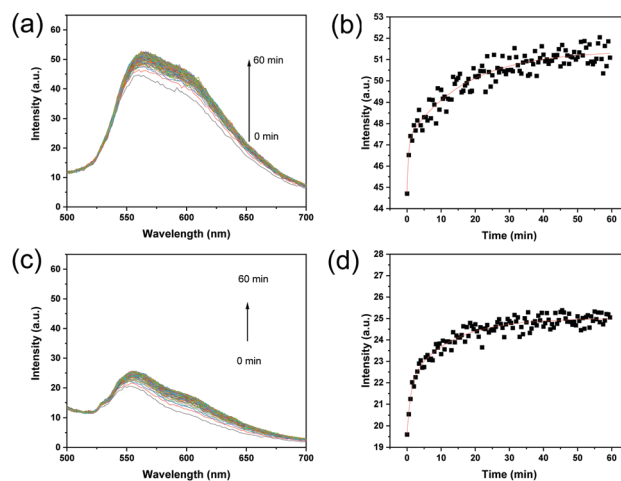 (a)
60 min
0 min
Intensity (a.u.)
60
50
40
30
20
10
0
500 550 600 650 700
Wavelength (nm)
(b)
Intensity (a.u.)
53
52
51
50
49
48
47
46
45
44
0 10 20 30 40 50 60
Time (min)
(c)
60 min
0 min
Intensity (a.u.)
60
50
40
30
20
10
0
500 550 600 650 700
Wavelength (nm)
(d)
Intensity (a.u.)
28
27
26
25
24
23
22
21
20
19
0 10 20 30 40 50 60
Time (min)